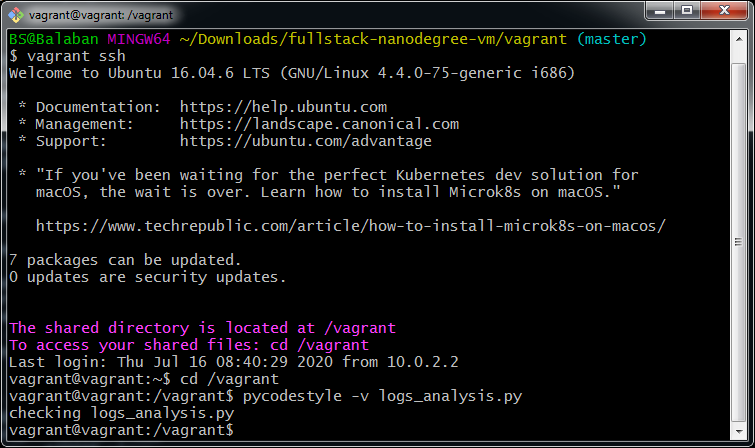 vagrant@vagrant: /vagrant
BS@Balaban MINGW64 ~/Downloads/fullstack-nanodegree-vm/vagrant (master)
$ vagrant ssh
Welcome to Ubuntu 16.04.6 LTS (GNU/Linux 4.4.0-75-generic i686)
* Documentation:  https://help.ubuntu.com
* Management:     https://landscape.canonical.com
* Support:        https://ubuntu.com/advantage
* "If you've been waiting for the perfect Kubernetes dev solution for
macOS, the wait is over. Learn how to install Microk8s on macOS."
https://www.techrepublic.com/article/how-to-install-microk8s-on-macos/
7 packages can be updated.
0 updates are security updates.
The shared directory is located at /vagrant
To access your shared files: cd /vagrant
Last login: Thu Jul 16 08:40:29 2020 from 10.0.2.2
vagrant@vagrant:~$ cd /vagrant
vagrant@vagrant:/vagrant$ pycodestyle -v logs_analysis.py
checking logs_analysis.py
vagrant@vagrant:/vagrant$